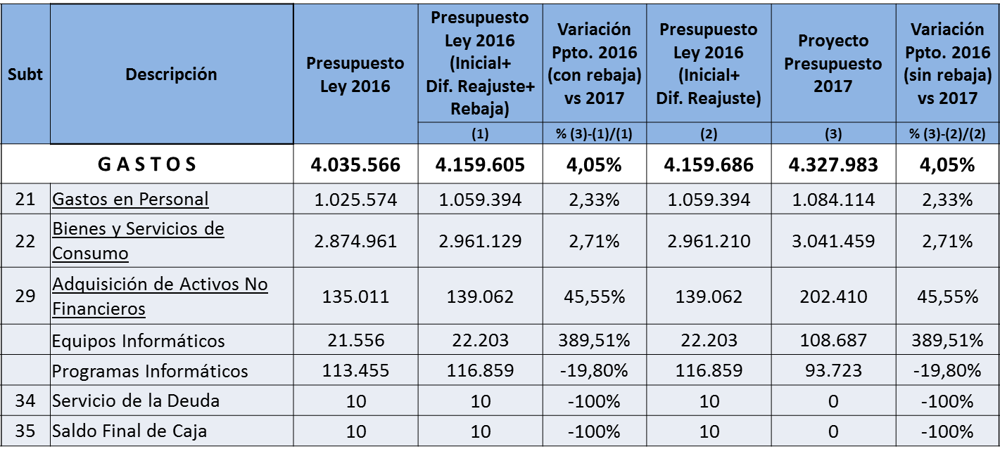 Subt Descripción Presupuesto Ley 2016 Presupuesto Ley 2016 (Inicial+ Dif. Reajuste+ Rebaja) Variación Ppto. 2016 (con rebaja) vs 2017 Presupuesto Ley 2016 (Inicial+ Dif. Reajuste) Proyecto Presupuesto 2017 Variación Ppto. 2016 (sin rebaja) vs 2017
(1) % (3)-(1)/(1) (2) (3) % (3)-(2)/(2)
G A S T O S 4.035.566 4.159.605 4,05% 4.159.686 4.327.983 4,05%
21 Gastos en Personal 1.025.574 1.059.394 2,33% 1.059.394 1.084.114 2,33%
22 Bienes y Servicios de Consumo 2.874.961 2.961.129 2,71% 2.961.210 3.041.459 2,71%
29 Adquisición de Activos No Financieros 135.011 139.062 45,55% 139.062 202.410 45,55%
Equipos Informáticos 21.556 22.203 389,51% 22.203 108.687 389,51%
Programas Informáticos 113.455 116.859 -19,80% 116.859 93.723 -19,80%
34 Servicio de la Deuda 10 10 -100% 10 0 -100%
35 Saldo Final de Caja 10 10 -100% 10 0 -100%